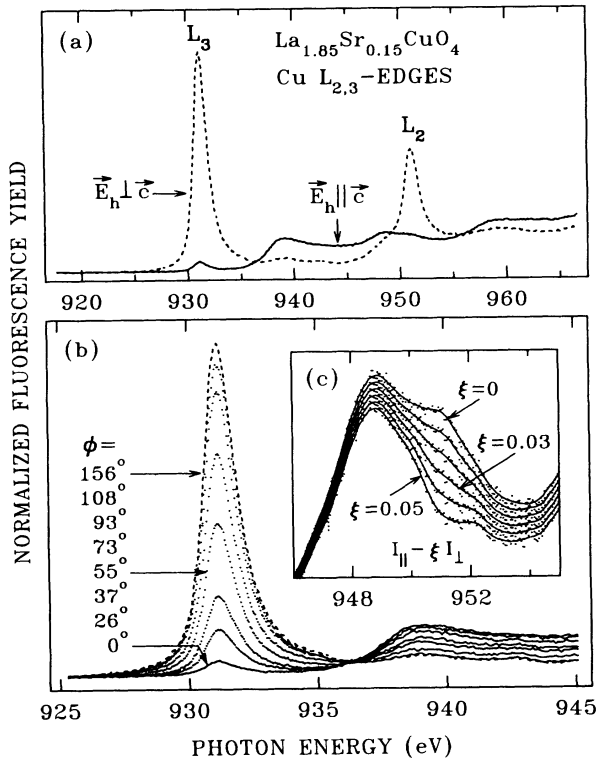 (a)
L3
La1.85Sr0.15CuO4
Cu L2,3−EDGES
L2
E⃗h⊥c⃗
E⃗h||c⃗
920 930 940 950 960
NORMALIZED FLUORESCENCE YIELD
(b)
ϕ=
156°
108°
93°
73°
55°
37°
26°
0°
(c)
ξ=0
ξ=0.03
ξ=0.05
I|| − ξ I⊥
948 952
925 930 935 940 945
PHOTON ENERGY (eV)